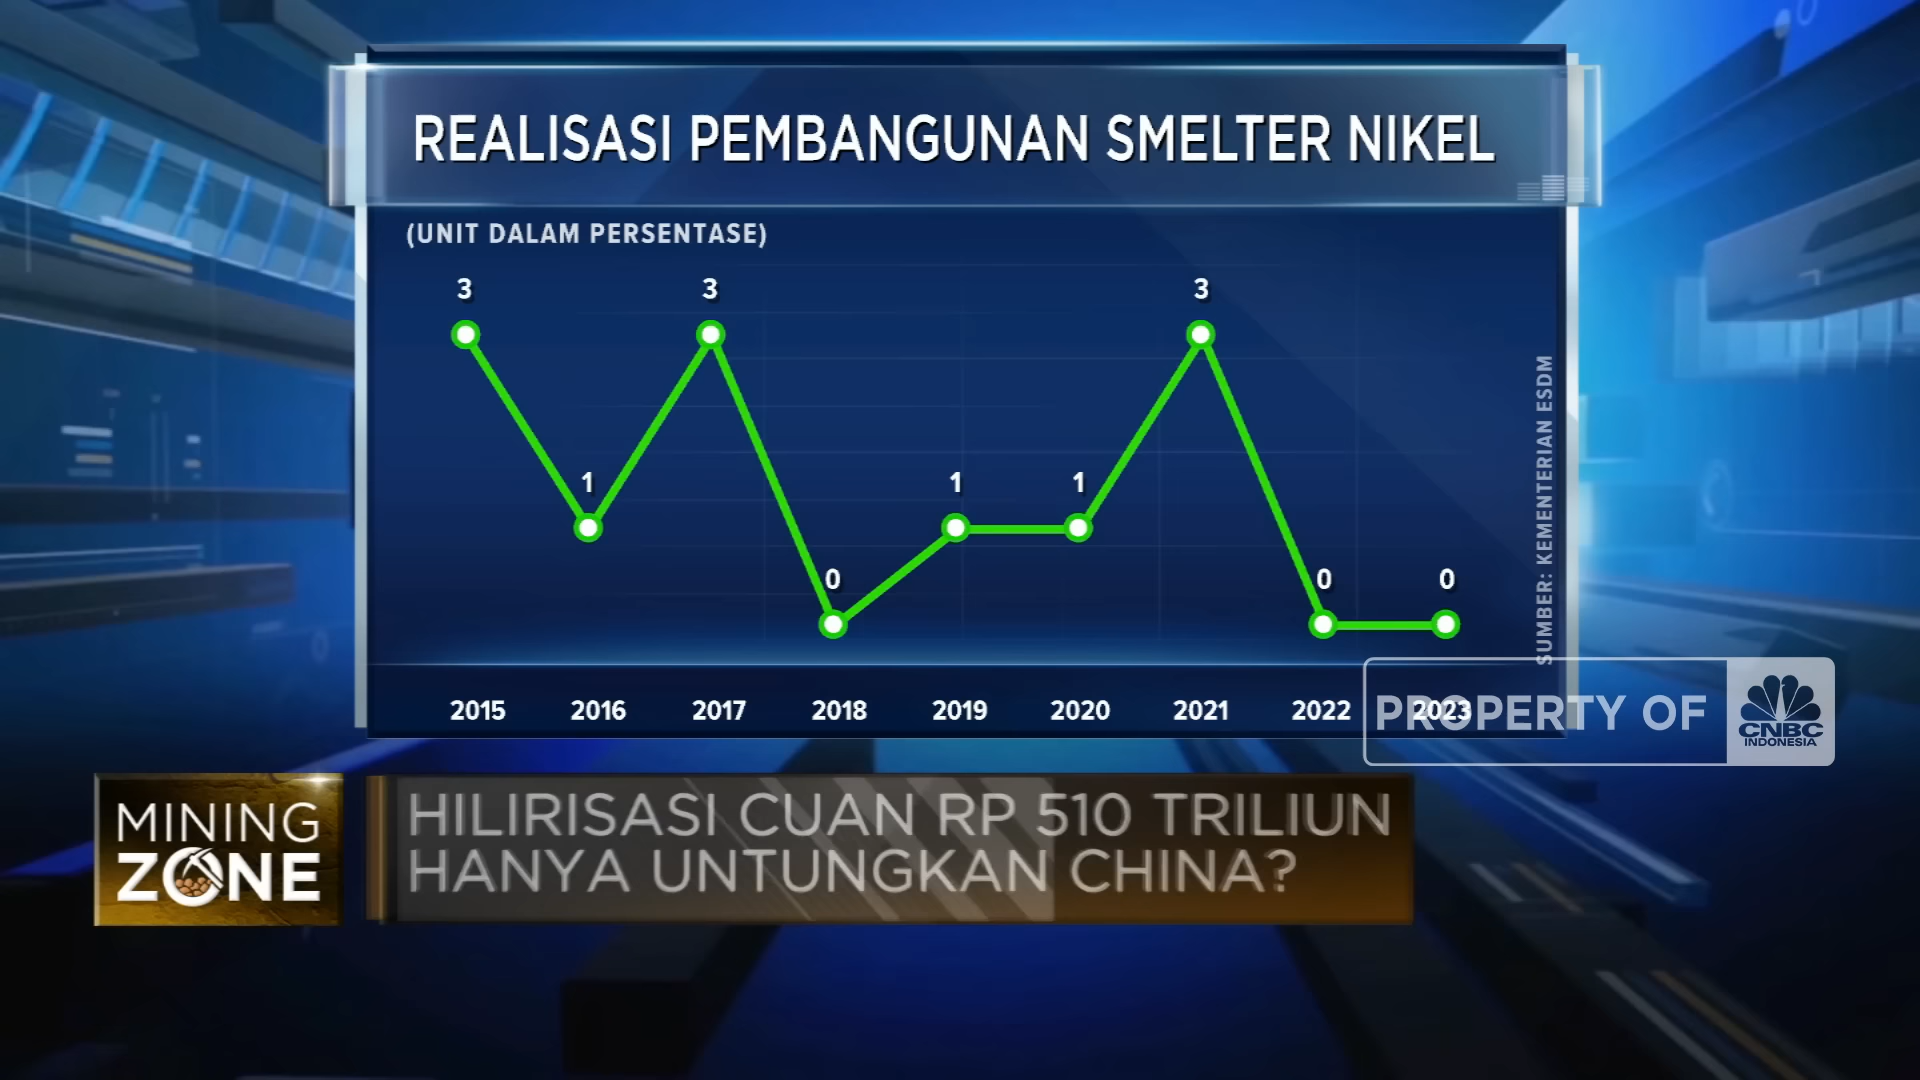 REALISASI PEMBANGUNAN SMELTER NIKEL
(UNIT DALAM PERSENTASE)
3
1
3
0
1
1
3
0
0
SUMBER: KEMENTERIAN ESDM
2015 2016 2017 2018 2019 2020 2021 2022 2023
PROPERTY OF
CNBC
INDONESIA
MINING
ZONE
HILIRISASI CUAN RP 510 TRILIUN
HANYA UNTUNGKAN CHINA?